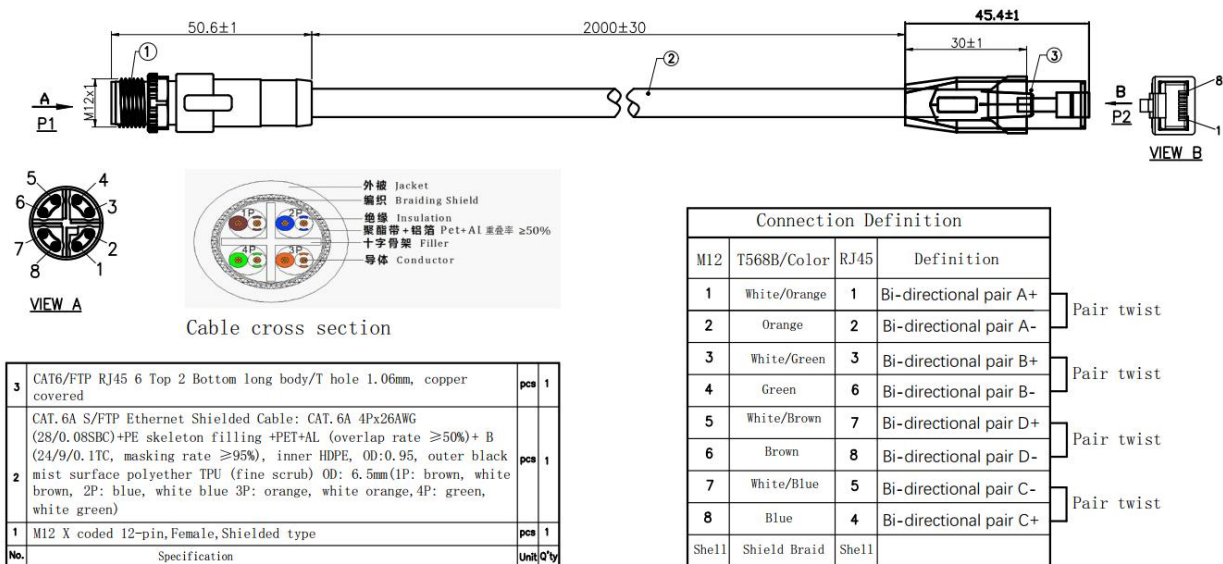 50.6±1
2000±30
45.4±1
30±1
1
2
3
M12x1
A
P1
B
P2
8
1
VIEW B
5
4
6
3
7
2
8
1
VIEW A
1P
2P
4P
3P
外被 Jacket
编织 Braiding Shield
绝缘 Insulation
聚酯带+铝箔 Pet+AI 重叠率 ≥50%
十字骨架 Filler
导体 Conductor
Cable cross section
3 CAT6/FTP RJ45 6 Top 2 Bottom long body/T hole 1.06mm, copper pcs 1
covered
CAT.6A S/FTP Ethernet Shielded Cable: CAT.6A 4Px26AWG
(28/0.08SBC)+PE skeleton filling +PET+AL (overlap rate ≥50%)+ B
(24/9/0.1TC, masking rate ≥95%), inner HDPE, OD:0.95, outer black
2 mist surface polyether TPU (fine scrub) OD: 6.5mm(1P: brown, white pcs 1
brown, 2P: blue, white blue 3P: orange, white orange,4P: green,
white green)
1 M12 X coded 12-pin,Female,Shielded type pcs 1
No. Specification Unit Q'ty
Connection Definition
M12 T568B/Color RJ45 Definition
1 White/Orange 1 Bi-directional pair A+
2 Orange 2 Bi-directional pair A-
Pair twist
3 White/Green 3 Bi-directional pair B+
4 Green 6 Bi-directional pair B-
Pair twist
5 White/Brown 7 Bi-directional pair D+
6 Brown 8 Bi-directional pair D-
Pair twist
7 White/Blue 5 Bi-directional pair C-
8 Blue 4 Bi-directional pair C+
Pair twist
Shell Shield Braid Shell